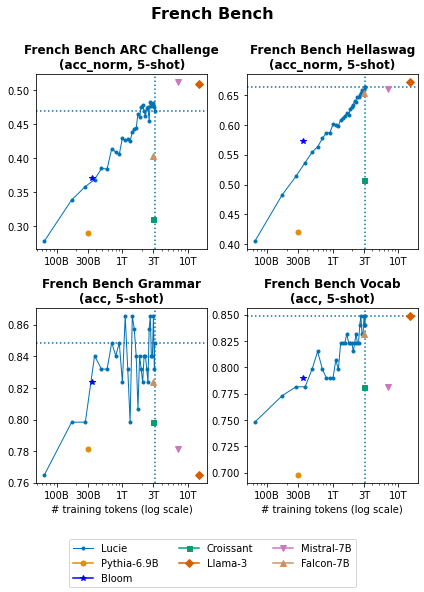 French Bench
French Bench ARC Challenge
(acc_norm, 5-shot)
French Bench Hellaswag
(acc_norm, 5-shot)
0.50
0.45
0.40
0.35
0.30
100B 300B 1T 3T
0.65
0.60
0.55
0.50
0.45
0.40
100B 300B 1T 3T 10T
French Bench Grammar
(acc, 5-shot)
French Bench Vocab
(acc, 5-shot)
0.86
0.84
0.82
0.80
0.78
0.76
100B 300B 1T 3T 10T
# training tokens (log scale)
0.850
0.825
0.800
0.775
0.750
0.725
0.700
100B 300B 1T 3T 10T
# training tokens (log scale)
Lucie
Pythia-6.9B
Bloom
Croissant
Llama-3
Mistral-7B
Falcon-7B